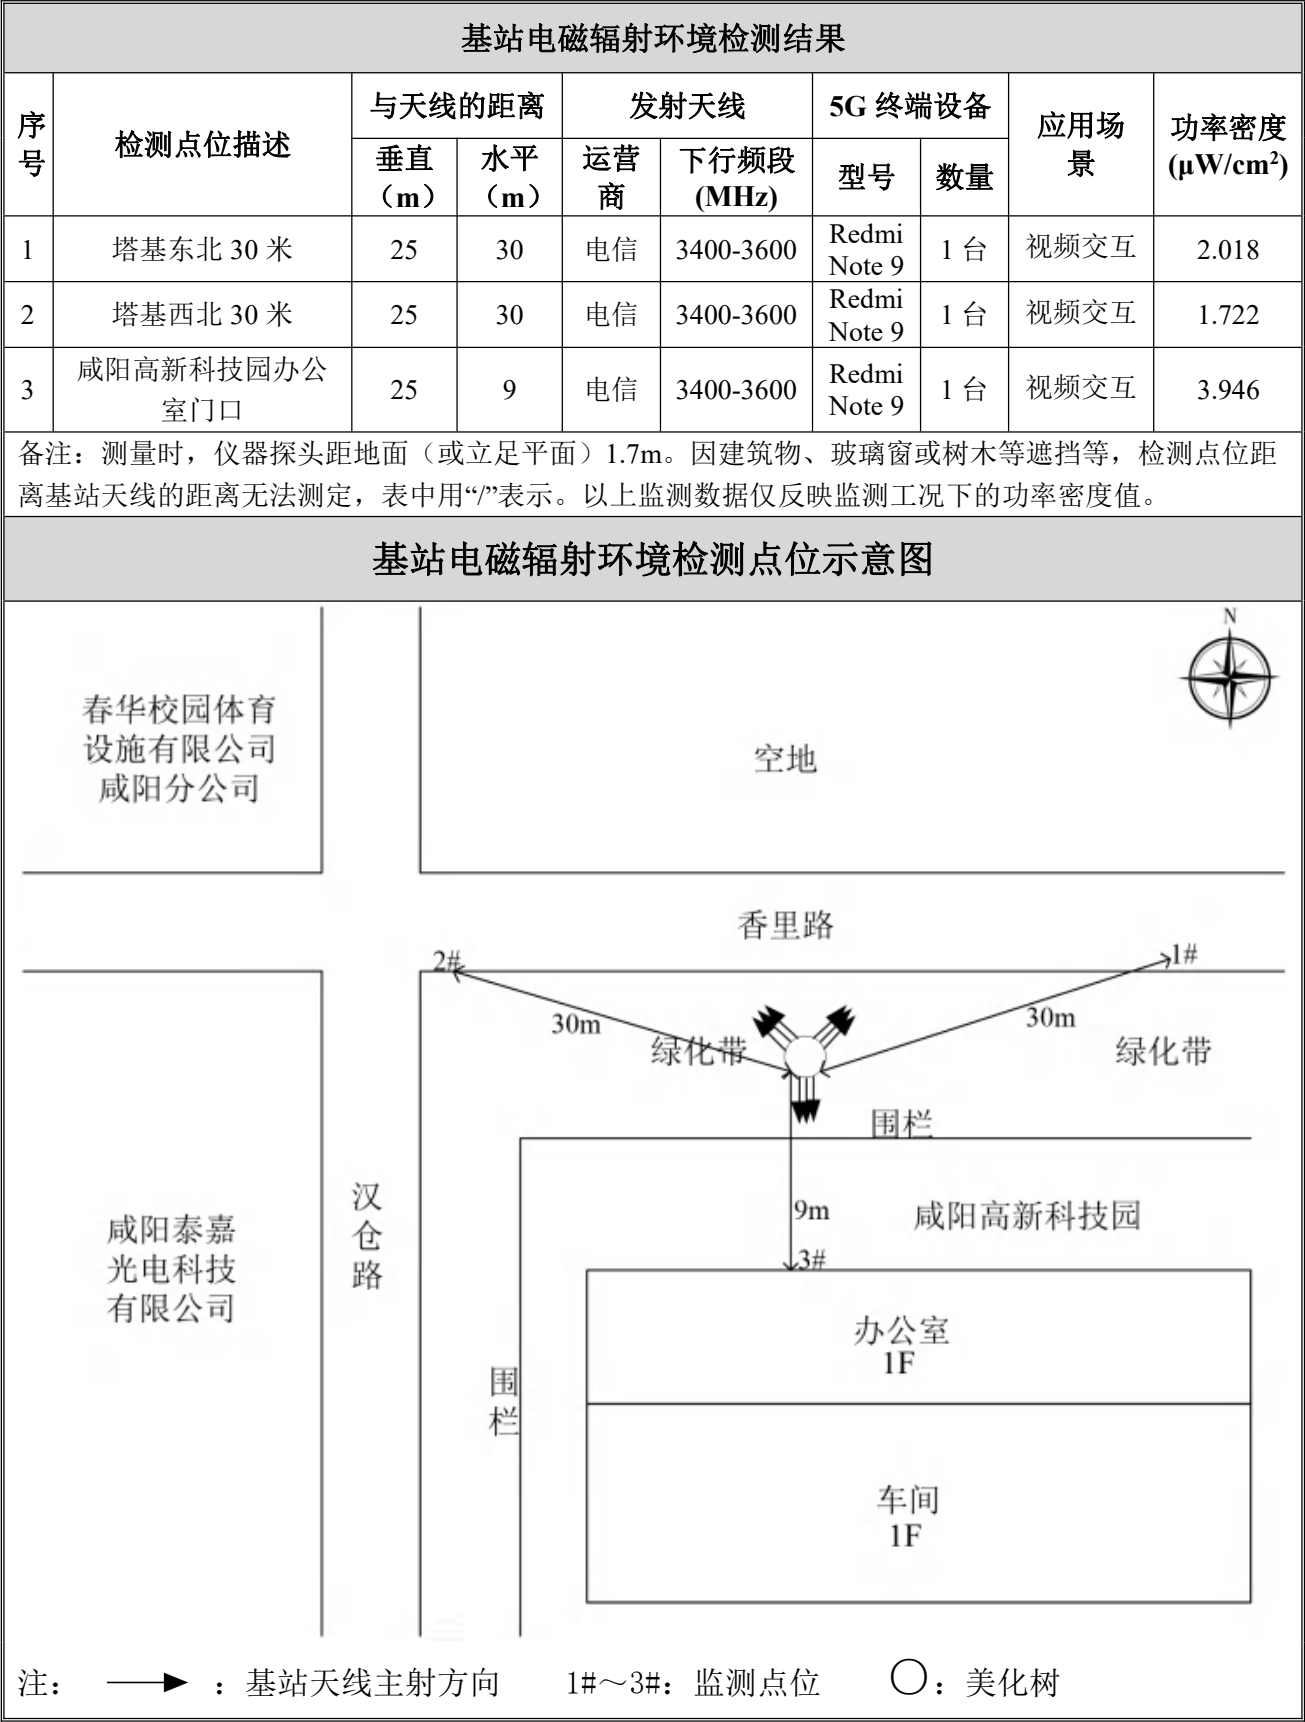 基站电磁辐射环境检测结果
序号 检测点位描述 与天线的距离 发射天线 5G 终端设备 应用场景 功率密度(μW/cm²)
垂直（m） 水平（m） 运营商 下行频段(MHz) 型号 数量
1 塔基东北 30 米 25 30 电信 3400-3600 Redmi Note 9 1 台 视频交互 2.018
2 塔基西北 30 米 25 30 电信 3400-3600 Redmi Note 9 1 台 视频交互 1.722
3 咸阳高新科技园办公室门口 25 9 电信 3400-3600 Redmi Note 9 1 台 视频交互 3.946
备注：测量时，仪器探头距地面（或立足平面）1.7m。因建筑物、玻璃窗或树木等遮挡等，检测点位距
离基站天线的距离无法测定，表中用“/”表示。以上监测数据仅反映监测工况下的功率密度值。
基站电磁辐射环境检测点位示意图
N
春华校园体育
设施有限公司
咸阳分公司
空地
香里路
2#
1#
30m
30m
绿化带
绿化带
围栏
汉仓路
9m
咸阳高新科技园
3#
咸阳泰嘉
光电科技
有限公司
办公室
1F
围栏
车间
1F
注： ：基站天线主射方向 1#～3#：监测点位 ：美化树